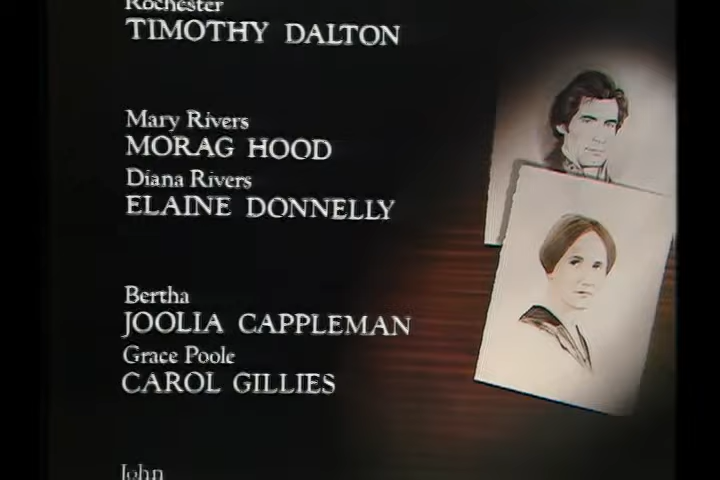 Rochester
TIMOTHY DALTON
Mary Rivers
MORAG HOOD
Diana Rivers
ELAINE DONNELLY
Bertha
JOOLIA CAPPLEMAN
Grace Poole
CAROL GILLIES
John